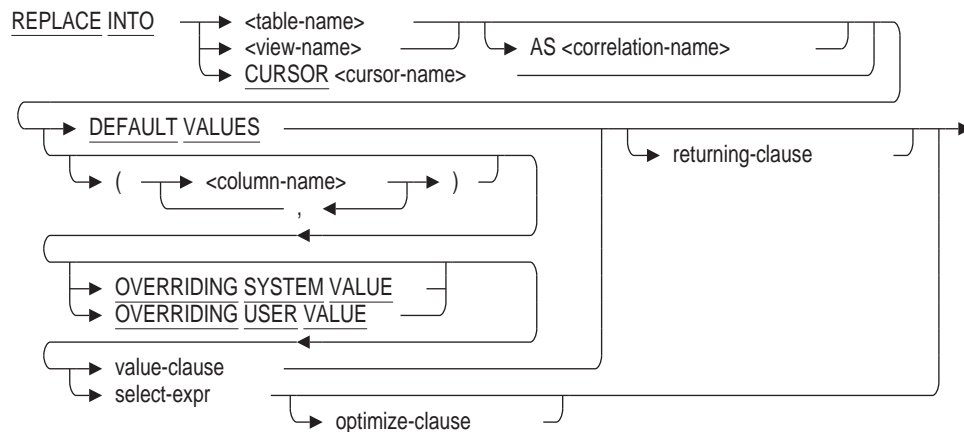 REPLACE INTO <table-name>
<view-name> AS <correlation-name>
CURSOR <cursor-name>
DEFAULT VALUES
returning-clause
( <column-name> )
,
OVERRIDING SYSTEM VALUE
OVERRIDING USER VALUE
value-clause
select-expr
optimize-clause